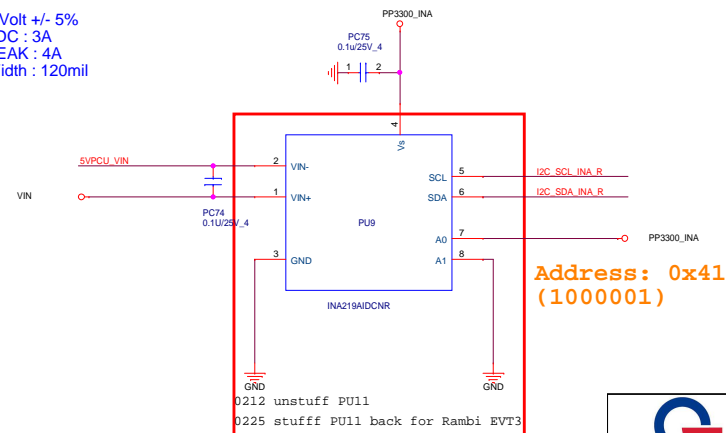 Volt +/- 5%
DC : 3A
EAK : 4A
idth : 120mil
PP3300_INA
PC75
0.1u/25V_4
1
2
4
Vs
5VPCU_VIN
2
VIN-
SCL
5
I2C_SCL_INA_R
VIN
1
VIN+
SDA
6
I2C_SDA_INA_R
PC74
0.1U/25V_4
PU9
A0
7
PP3300_INA
3
GND
A1
8
Address: 0x41
(1000001)
INA219AIDCNR
GND
GND
0212 unstuff PU11
0225 stufff PU11 back for Rambi EVT3